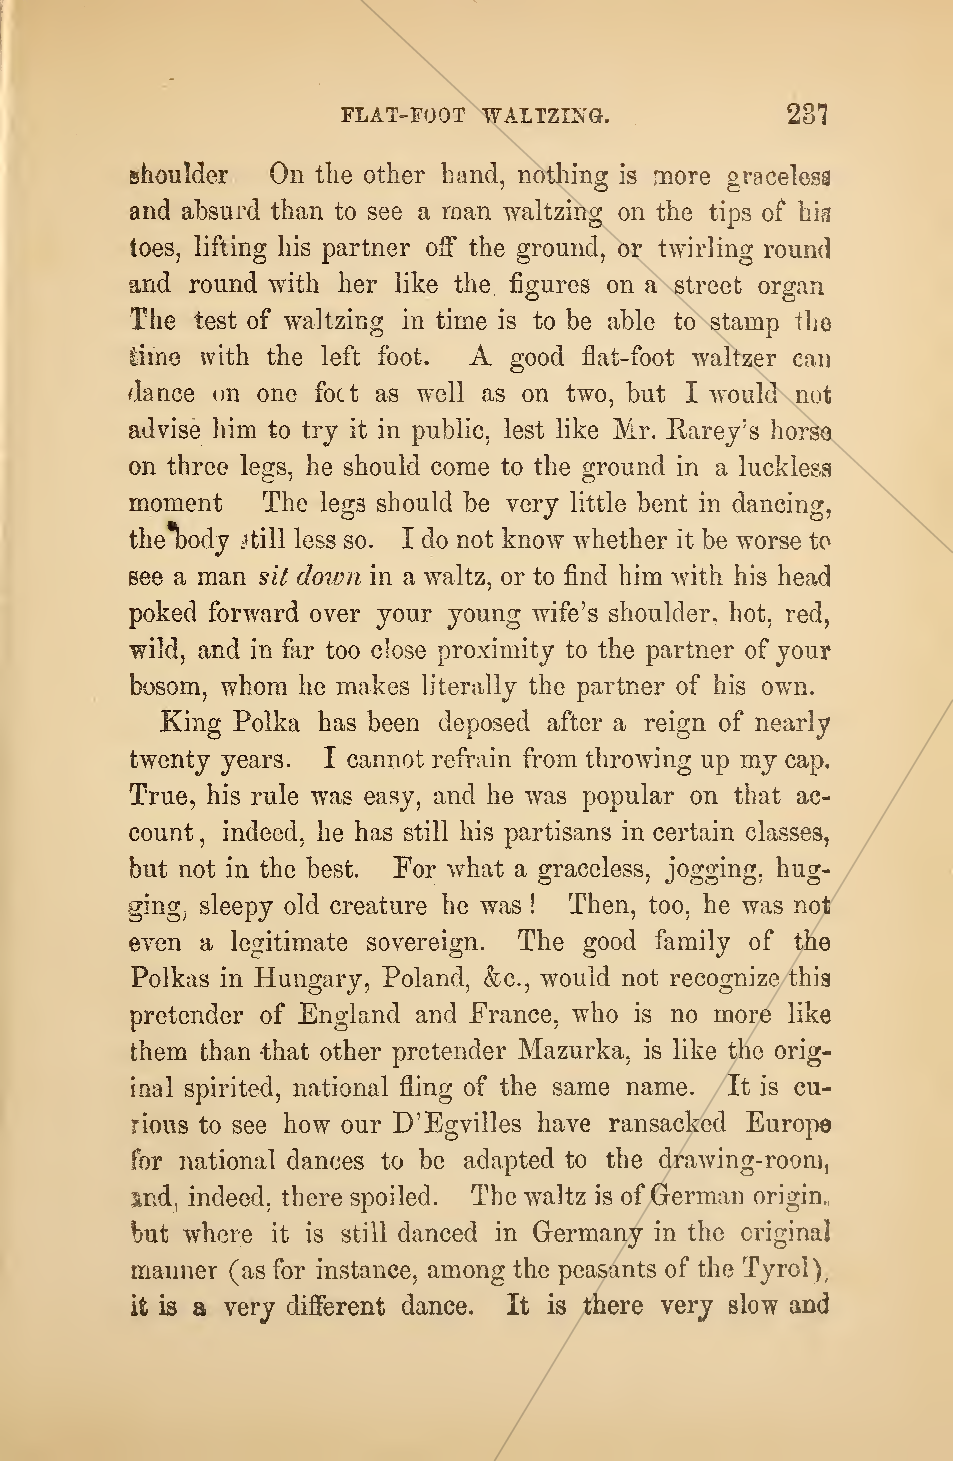 FLAT-FOOT WALTZING. 237
shoulder On the other hand, nothing is more graceless
and absurd than to see a man waltzing on the tips of his
toes, lifting his partner off the ground, or twirling round
and round with her like the figures on a street organ
The test of waltzing in time is to be able to stamp the
time with the left foot. A good flat-foot waltzer can
dance on one foot as well as on two, but I would not
advise him to try it in public, lest like Mr. Rarey's horse
on three legs, he should come to the ground in a luckless
moment The legs should be very little bent in dancing,
the body still less so. I do not know whether it be worse to
see a man sit down in a waltz, or to find him with his head
poked forward over your young wife's shoulder, hot, red,
wild, and in far too close proximity to the partner of your
bosom, whom he makes literally the partner of his own.
King Polka has been deposed after a reign of nearly
twenty years. I cannot refrain from throwing up my cap.
True, his rule was easy, and he was popular on that ac-
count, indeed, he has still his partisans in certain classes,
but not in the best. For what a graceless, jogging, hug-
ging, sleepy old creature he was! Then, too, he was not
even a legitimate sovereign. The good family of the
Polkas in Hungary, Poland, &c., would not recognize this
pretender of England and France, who is no more like
them than that other pretender Mazurka, is like the orig-
inal spirited, national fling of the same name. It is cu-
rious to see how our D'Egvilles have ransacked Europe
for national dances to be adapted to the drawing-room,
and, indeed, there spoiled. The waltz is of German origin,
but where it is still danced in Germany in the original
manner (as for instance, among the peasants of the Tyrol),
it is a very different dance. It is there very slow and